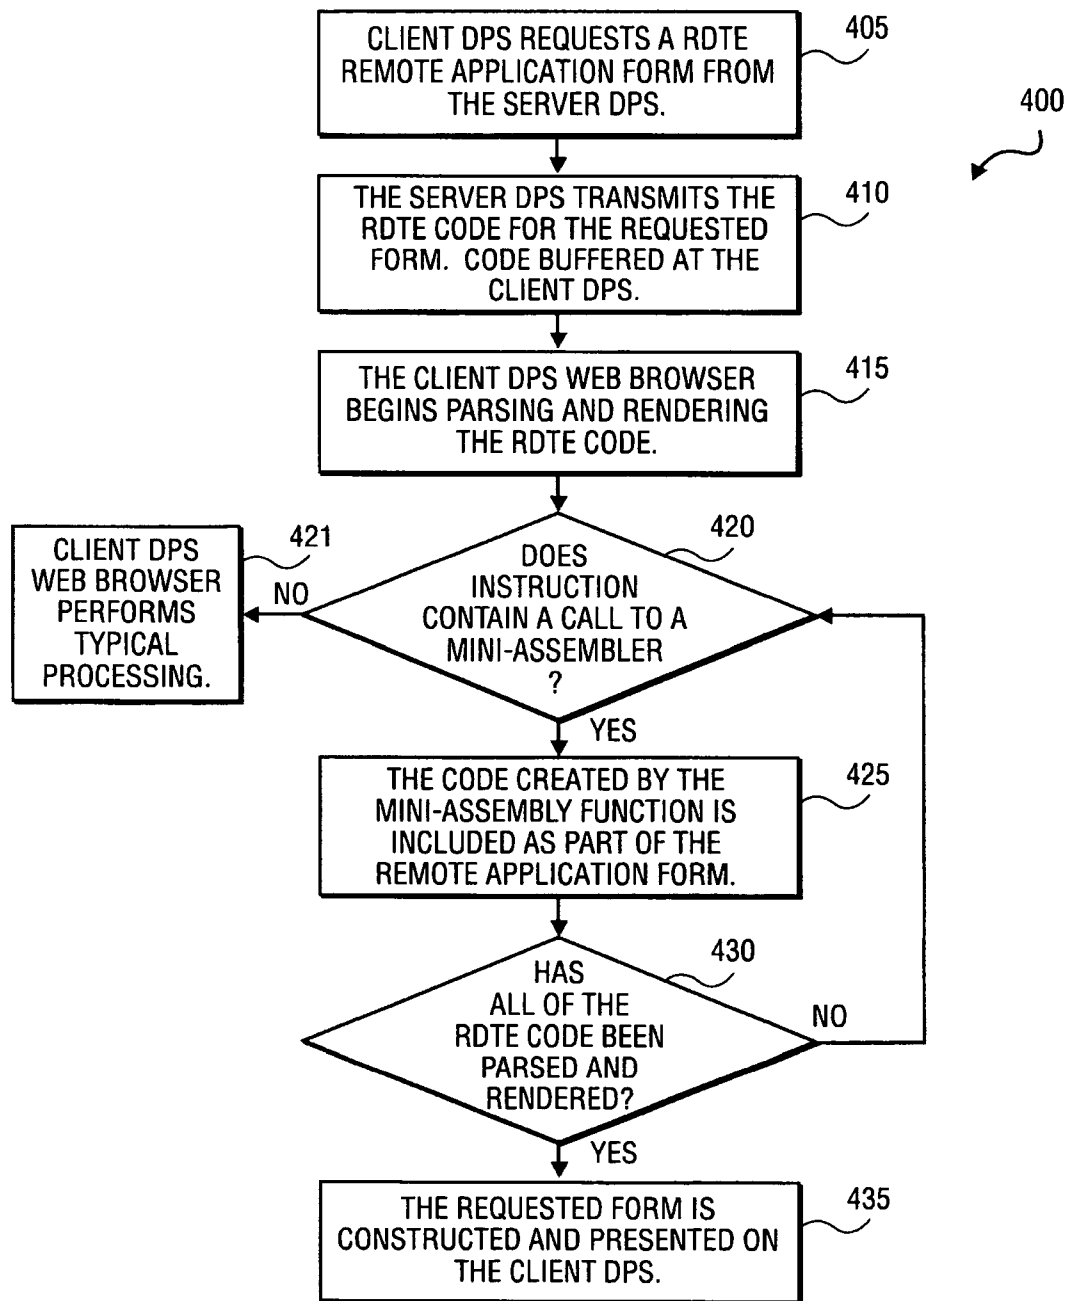 CLIENT DPS REQUESTS A RDTE
REMOTE APPLICATION FORM FROM
THE SERVER DPS.
405
400
THE SERVER DPS TRANSMITS THE
RDTE CODE FOR THE REQUESTED
FORM. CODE BUFFERED AT THE
CLIENT DPS.
410
THE CLIENT DPS WEB BROWSER
BEGINS PARSING AND RENDERING
THE RDTE CODE.
415
CLIENT DPS
WEB BROWSER
PERFORMS
TYPICAL
PROCESSING.
421
NO
DOES
INSTRUCTION
CONTAIN A CALL TO A
MINI-ASSEMBLER
?
420
YES
THE CODE CREATED BY THE
MINI-ASSEMBLY FUNCTION IS
INCLUDED AS PART OF THE
REMOTE APPLICATION FORM.
425
HAS
ALL OF THE
RDTE CODE BEEN
PARSED AND
RENDERED?
430
NO
YES
THE REQUESTED FORM IS
CONSTRUCTED AND PRESENTED ON
THE CLIENT DPS.
435